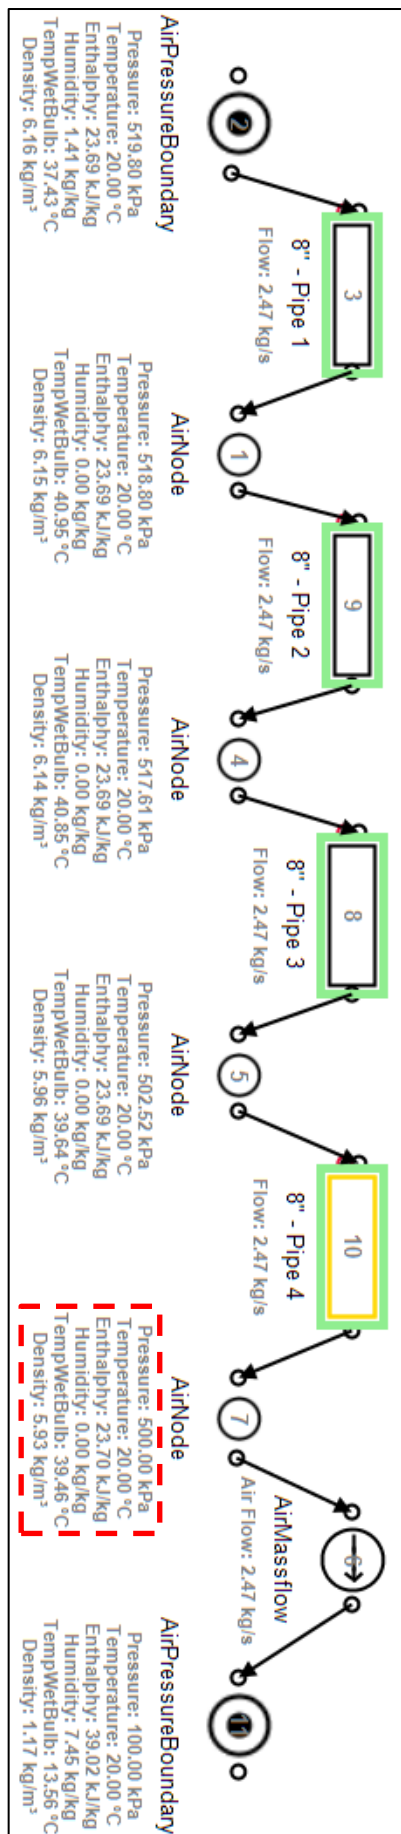 2
3
8" - Pipe 1
Flow: 2.47 kg/s
AirPressureBoundary
Pressure: 519.80 kPa
Temperature: 20.00 °C
Enthalphy: 23.69 kJ/kg
Humidity: 1.41 kg/kg
TempWetBulb: 37.43 °C
Density: 6.16 kg/m³
1
9
8" - Pipe 2
Flow: 2.47 kg/s
AirNode
Pressure: 518.80 kPa
Temperature: 20.00 °C
Enthalphy: 23.69 kJ/kg
Humidity: 0.00 kg/kg
TempWetBulb: 40.95 °C
Density: 6.15 kg/m³
4
8
8" - Pipe 3
Flow: 2.47 kg/s
AirNode
Pressure: 517.61 kPa
Temperature: 20.00 °C
Enthalphy: 23.69 kJ/kg
Humidity: 0.00 kg/kg
TempWetBulb: 40.85 °C
Density: 6.14 kg/m³
5
10
8" - Pipe 4
Flow: 2.47 kg/s
AirNode
Pressure: 502.52 kPa
Temperature: 20.00 °C
Enthalphy: 23.69 kJ/kg
Humidity: 0.00 kg/kg
TempWetBulb: 39.64 °C
Density: 5.96 kg/m³
7
6
AirMassflow
Air Flow: 2.47 kg/s
AirNode
Pressure: 500.00 kPa
Temperature: 20.00 °C
Enthalphy: 23.70 kJ/kg
Humidity: 0.00 kg/kg
TempWetBulb: 39.46 °C
Density: 5.93 kg/m³
11
AirPressureBoundary
Pressure: 100.00 kPa
Temperature: 20.00 °C
Enthalphy: 39.02 kJ/kg
Humidity: 7.45 kg/kg
TempWetBulb: 13.56 °C
Density: 1.17 kg/m³